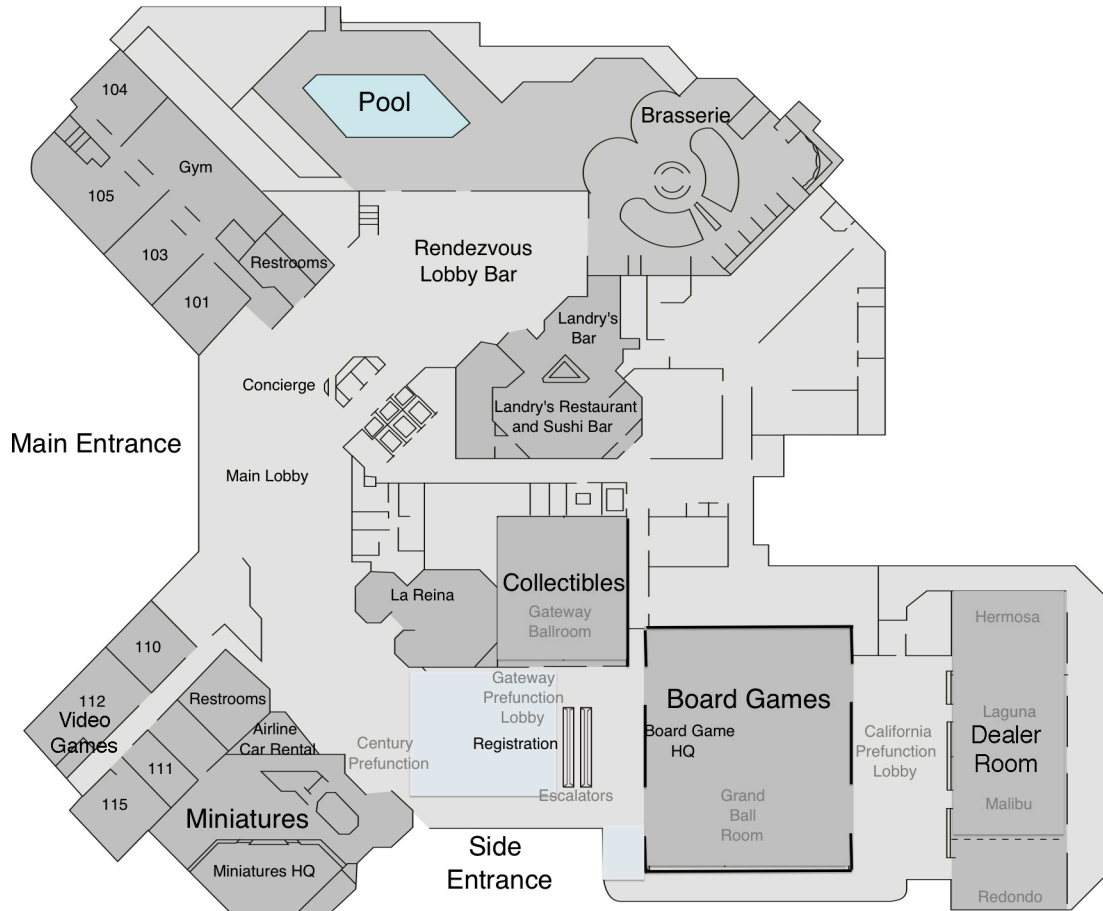 104
Pool
Brasserie
Gym
105
103
Restrooms
101
Rendezvous
Lobby Bar
Landry's
Bar
Concierge
Landry's Restaurant
and Sushi Bar
Main Entrance
Main Lobby
Collectibles
La Reina
Gateway
Ballroom
Hermosa
110
Gateway
Prefunction
Lobby
112
Restrooms
Board Games
Video
Games
Airline
Car Rental
Century
Prefunction
Registration
Board Game
HQ
California
Prefunction
Lobby
Laguna
Dealer
Room
111
115
Escalators
Miniatures
Grand
Ball
Room
Malibu
Side
Entrance
Miniatures HQ
Redondo